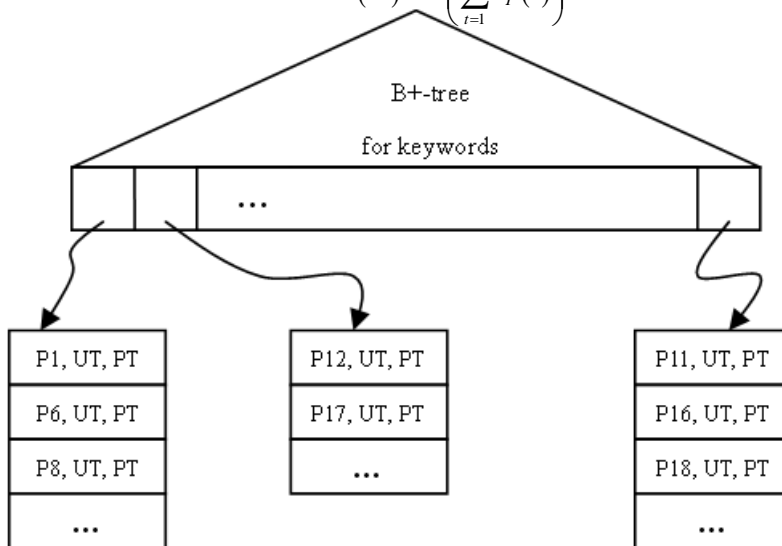 B+-tree
for keywords
...
P1, UT, PT
P6, UT, PT
P8, UT, PT
...
P12, UT, PT
P17, UT, PT
...
P11, UT, PT
P16, UT, PT
P18, UT, PT
...